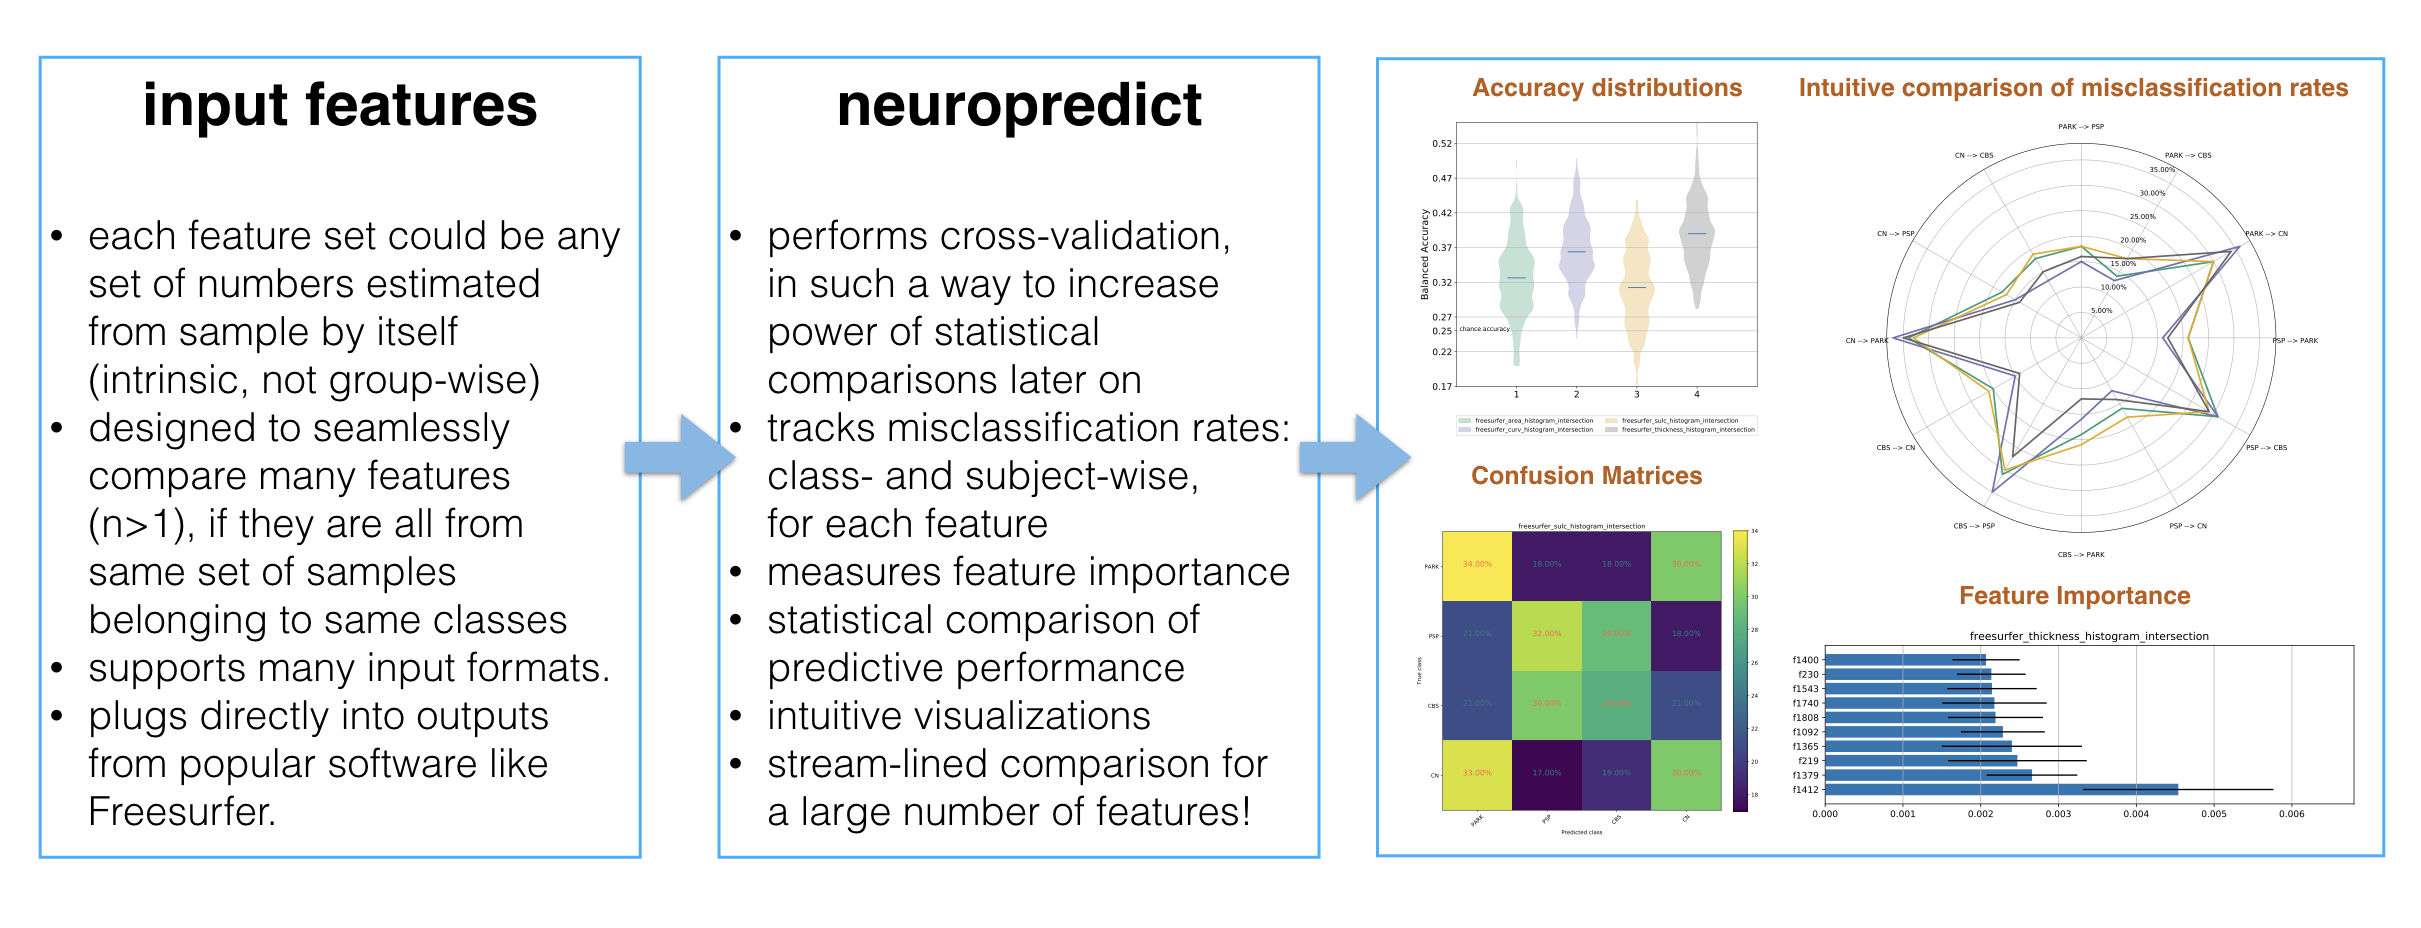 input features
• each feature set could be any
set of numbers estimated
from sample by itself
(intrinsic, not group-wise)
• designed to seamlessly
compare many features
(n>1), if they are all from
same set of samples
belonging to same classes
• supports many input formats.
• plugs directly into outputs
from popular software like
Freesurfer.
neuropredict
• performs cross-validation,
in such a way to increase
power of statistical
comparisons later on
• tracks misclassification rates:
class- and subject-wise,
for each feature
• measures feature importance
• statistical comparison of
predictive performance
• intuitive visualizations
• stream-lined comparison for
a large number of features!
Accuracy distributions
Balanced Accuracy
0.52
0.47
0.42
0.37
0.32
0.27
0.25 chance accuracy
0.22
0.17
1 2 3 4
freesurfer_area_histogram_intersection freesurfer_sulc_histogram_intersection
freesurfer_curv_histogram_intersection freesurfer_thickness_histogram_intersection
Confusion Matrices
freesurfer_sulc_histogram_intersection
True class
PARK 34.00% 18.00% 18.00% 30.00%
PSP 21.00% 32.00% 18.00%
CBS 21.00% 30.00% 21.00%
CN 33.00% 17.00% 19.00% 30.00%
PARK PSP CBS CN
Predicted class
34
32
30
28
26
24
22
20
18
Intuitive comparison of misclassification rates
PARK --> PSP
CN --> CBS PARK --> CBS
35.00%
30.00%
25.00%
CN --> PSP PARK --> CN
20.00%
15.00%
10.00%
5.00%
CN --> PARK PSP --> PARK
CBS --> CN PSP --> CBS
CBS --> PSP PSP --> CN
CBS --> PARK
Feature Importance
freesurfer_thickness_histogram_intersection
f1400
f230
f1543
f1740
f1808
f1092
f1365
f219
f1379
f1412
0.000 0.001 0.002 0.003 0.004 0.005 0.006